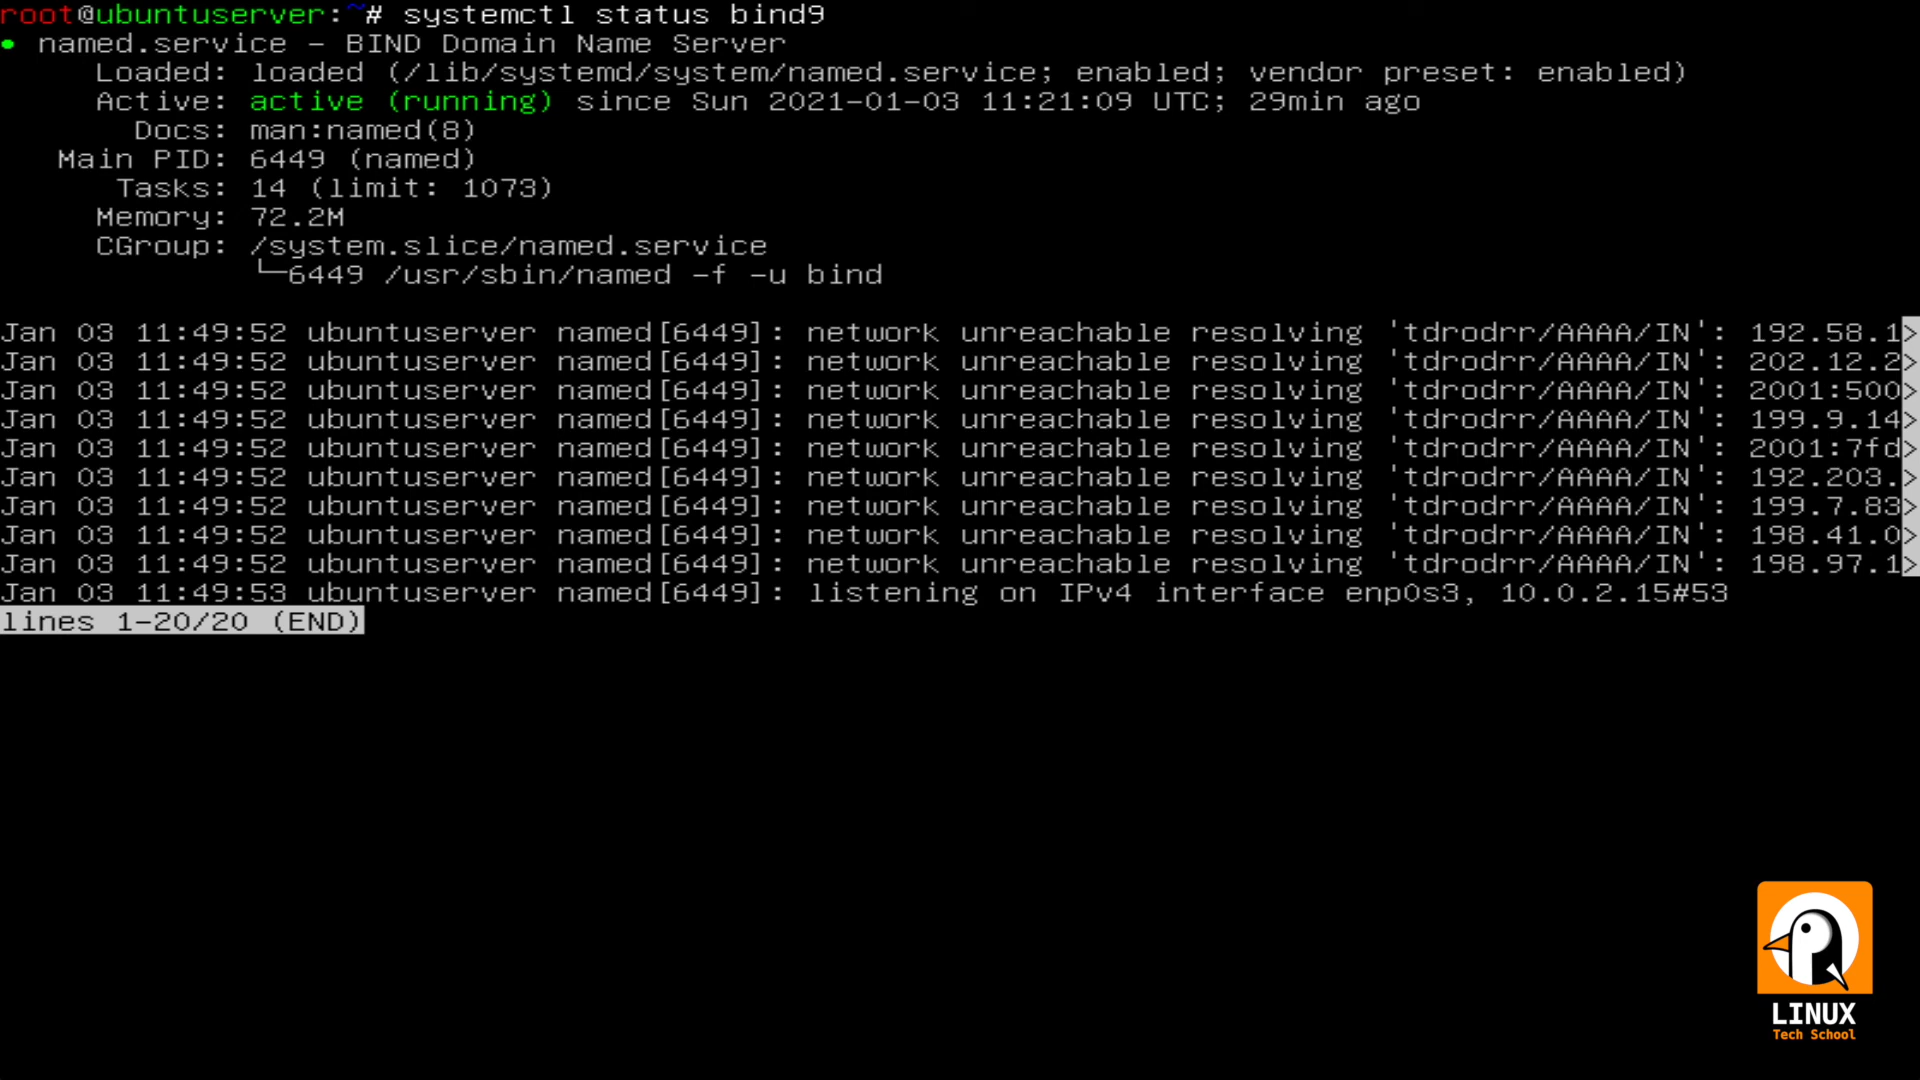 root@ubuntuserver:~# systemctl status bind9
● named.service - BIND Domain Name Server
Loaded: loaded (/lib/systemd/system/named.service; enabled; vendor preset: enabled)
Active: active (running) since Sun 2021-01-03 11:21:09 UTC; 29min ago
Docs: man:named(8)
Main PID: 6449 (named)
Tasks: 14 (limit: 1073)
Memory: 72.2M
CGroup: /system.slice/named.service
└─6449 /usr/sbin/named -f -u bind
Jan 03 11:49:52 ubuntuserver named[6449]: network unreachable resolving 'tdrodrr/AAAA/IN': 192.58.1>
Jan 03 11:49:52 ubuntuserver named[6449]: network unreachable resolving 'tdrodrr/AAAA/IN': 202.12.2>
Jan 03 11:49:52 ubuntuserver named[6449]: network unreachable resolving 'tdrodrr/AAAA/IN': 2001:500>
Jan 03 11:49:52 ubuntuserver named[6449]: network unreachable resolving 'tdrodrr/AAAA/IN': 199.9.14>
Jan 03 11:49:52 ubuntuserver named[6449]: network unreachable resolving 'tdrodrr/AAAA/IN': 2001:7fd>
Jan 03 11:49:52 ubuntuserver named[6449]: network unreachable resolving 'tdrodrr/AAAA/IN': 192.203.>
Jan 03 11:49:52 ubuntuserver named[6449]: network unreachable resolving 'tdrodrr/AAAA/IN': 199.7.83>
Jan 03 11:49:52 ubuntuserver named[6449]: network unreachable resolving 'tdrodrr/AAAA/IN': 198.41.0>
Jan 03 11:49:52 ubuntuserver named[6449]: network unreachable resolving 'tdrodrr/AAAA/IN': 198.97.1>
Jan 03 11:49:53 ubuntuserver named[6449]: listening on IPv4 interface enp0s3, 10.0.2.15#53
lines 1-20/20 (END)
LINUX
Tech School